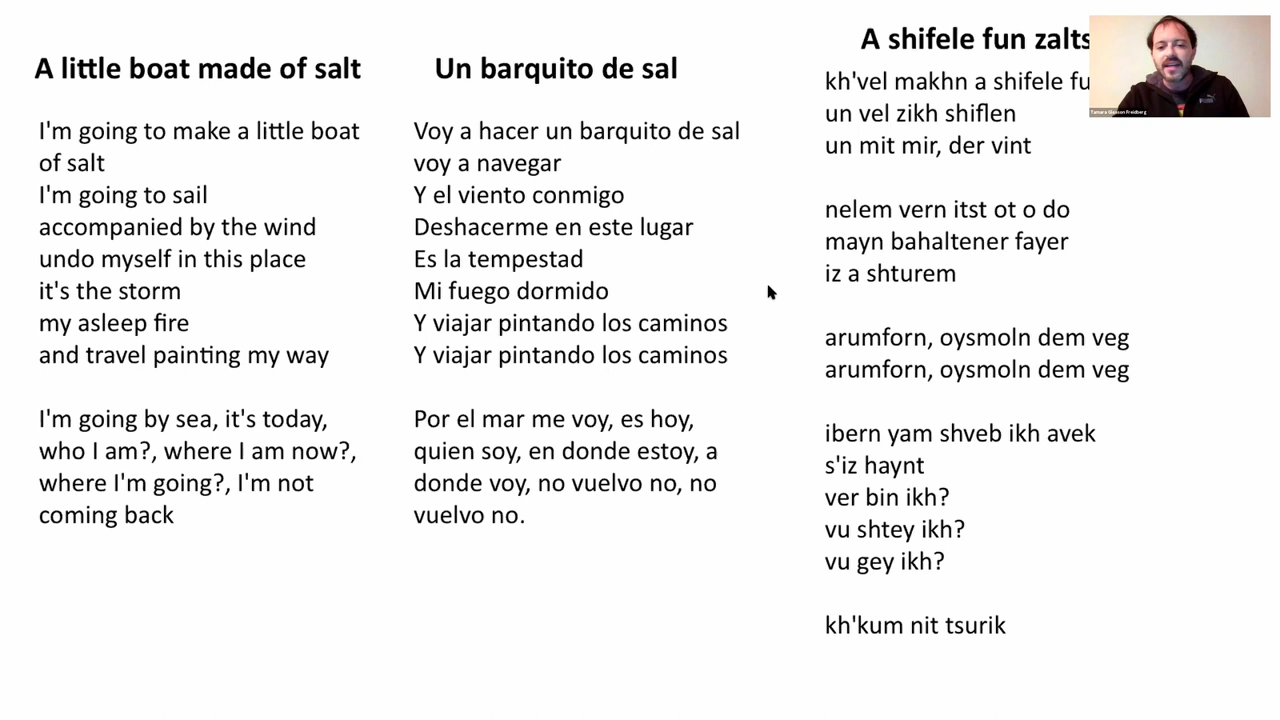 A little boat made of salt
I'm going to make a little boat
of salt
I'm going to sail
accompanied by the wind
undo myself in this place
it's the storm
my asleep fire
and travel painting my way
I'm going by sea, it's today,
who I am?, where I am now?,
where I'm going?, I'm not
coming back
Un barquito de sal
Voy a hacer un barquito de sal
voy a navegar
Y el viento conmigo
Deshacerme en este lugar
Es la tempestad
Mi fuego dormido
Y viajar pintando los caminos
Y viajar pintando los caminos
Por el mar me voy, es hoy,
quien soy, en donde estoy, a
donde voy, no vuelvo no, no
vuelvo no.
A shifele fun zalts
kh'vel makhn a shifele fu
un vel zikh shiflen
un mit mir, der vint
nelem vern itst ot o do
mayn bahaltener fayer
iz a shturem
arumforn, oysmoln dem veg
arumforn, oysmoln dem veg
ibern yam shveb ikh avek
s'iz haynt
ver bin ikh?
vu shtey ikh?
vu gey ikh?
kh'kum nit tsurik